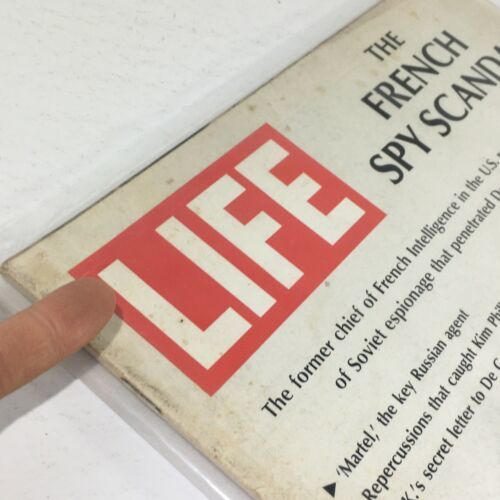 LIFE
THE
FRENCH
SPY
The former chief of French Intelligence in the U.S.
of Soviet espionage that penetrated
▶ 'Martel,' the key Russian agent
Repercussions that caught Kim
's secret letter to De